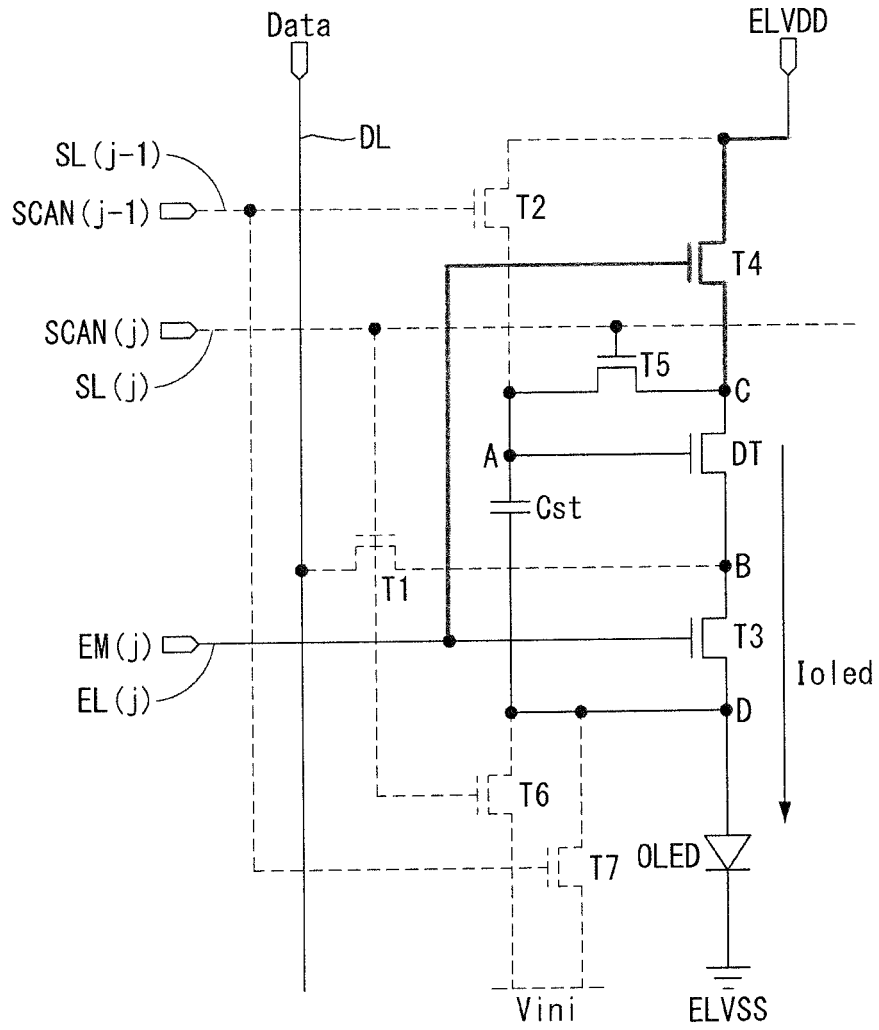 Data
ELVDD
DL
SL(j-1)
SCAN(j-1)
T2
T4
SCAN(j)
SL(j)
T5
C
A
DT
Cst
T1
B
EM(j)
T3
EL(j)
Ioled
D
T6
T7
OLED
Vini
ELVSS